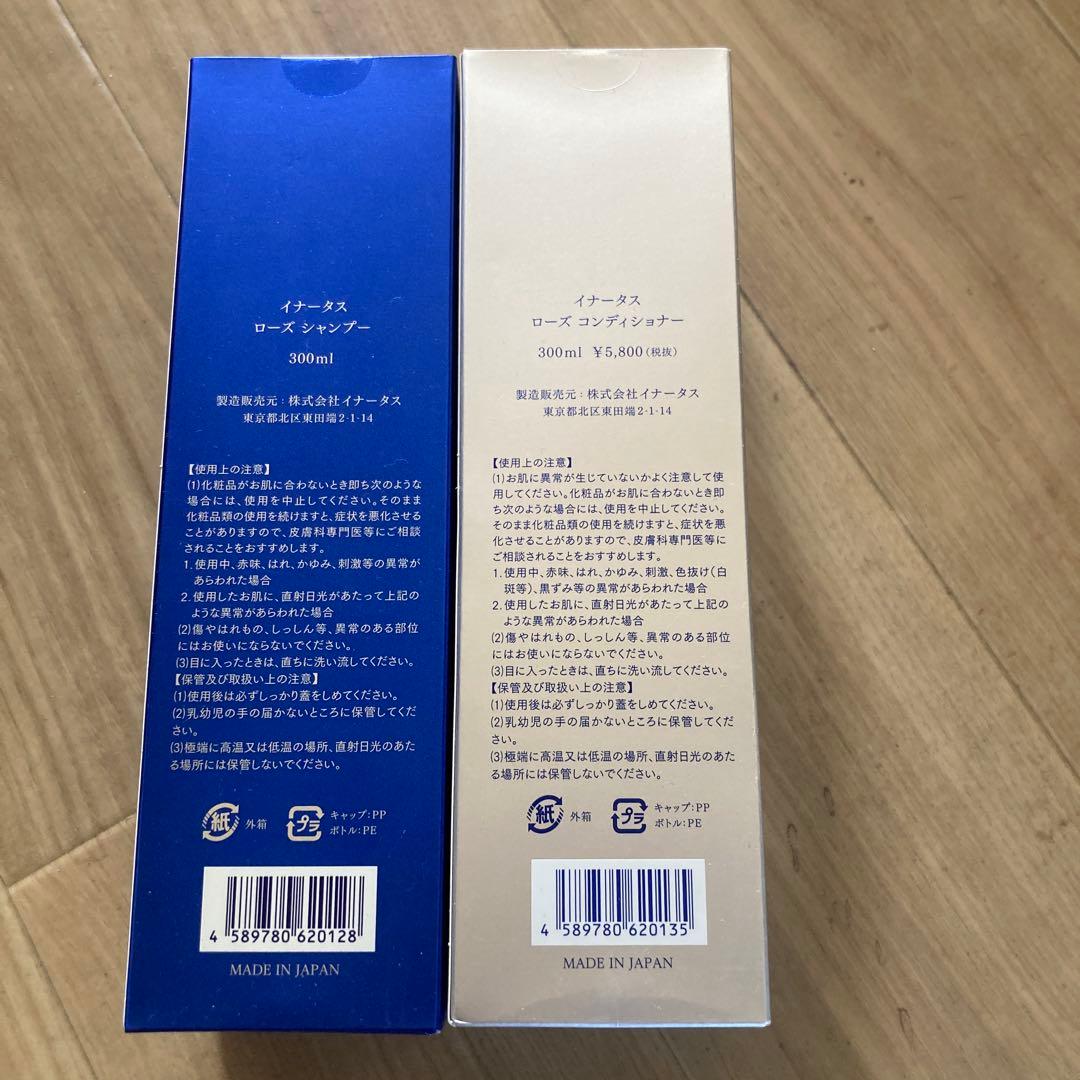 イナータス
ローズ シャンプー
300ml
製造販売元：株式会社イナータス
東京都北区東田端2-1-14
【使用上の注意】
(1)化粧品がお肌に合わないとき即ち次のような
場合には、使用を中止してください。そのまま
化粧品類の使用を続けますと、症状を悪化させる
ことがありますので、皮膚科専門医等にご相談
されることをおすすめします。
1. 使用中、赤味、はれ、かゆみ、刺激等の異常が
あらわれた場合
2. 使用したお肌に、直射日光があたって上記の
ような異常があらわれた場合
(2)傷やはれもの、しっしん等、異常のある部位
にはお使いにならないでください。
(3)目に入ったときは、直ちに洗い流してください。
【保管及び取扱い上の注意】
(1)使用後は必ずしっかり蓋をしめてください。
(2)乳幼児の手の届かないところに保管してくだ
さい。
(3)極端に高温又は低温の場所、直射日光のあた
る場所には保管しないでください。
紙 外箱 プラ キャップ：PP
ボトル：PE
4 589780 620128
MADE IN JAPAN
イナータス
ローズ コンディショナー
300ml ¥5,800（税抜）
製造販売元：株式会社イナータス
東京都北区東田端2-1-14
【使用上の注意】
(1)お肌に異常が生じていないかよく注意して使
用してください。化粧品がお肌に合わないとき即
ち次のような場合には、使用を中止してください。
そのまま化粧品類の使用を続けますと、症状を悪
化させることがありますので、皮膚科専門医等に
ご相談されることをおすすめします。
1. 使用中、赤味、はれ、かゆみ、刺激、色抜け（白
斑等）、黒ずみ等の異常があらわれた場合
2. 使用したお肌に、直射日光があたって上記の
ような異常があらわれた場合
(2)傷やはれもの、しっしん等、異常のある部位
にはお使いにならないでください。
(3)目に入ったときは、直ちに洗い流してください。
【保管及び取扱い上の注意】
(1)使用後は必ずしっかり蓋をしめてください。
(2)乳幼児の手の届かないところに保管してくだ
さい。
(3)極端に高温又は低温の場所、直射日光のあた
る場所には保管しないでください。
紙 外箱 プラ キャップ：PP
ボトル：PE
4 589780 620135
MADE IN JAPAN